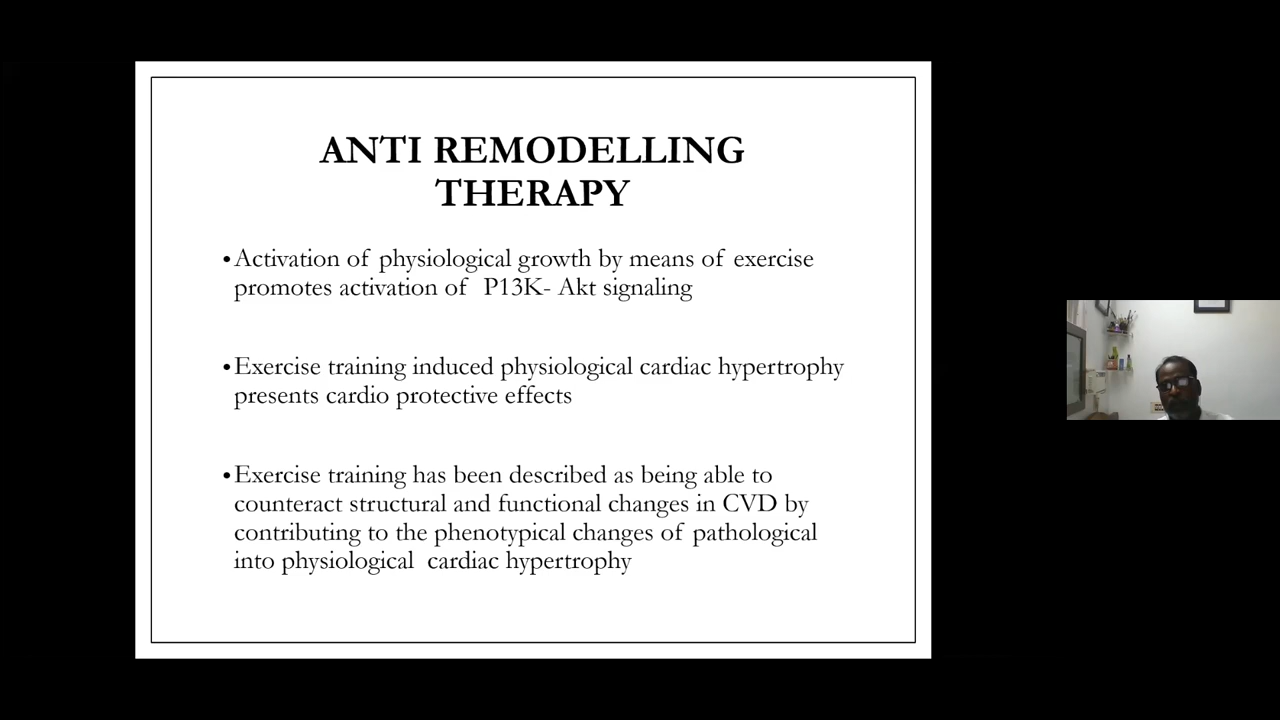 ANTI REMODELLING
THERAPY
•Activation of physiological growth by means of exercise
promotes activation of P13K- Akt signaling
•Exercise training induced physiological cardiac hypertrophy
presents cardio protective effects
•Exercise training has been described as being able to
counteract structural and functional changes in CVD by
contributing to the phenotypical changes of pathological
into physiological cardiac hypertrophy